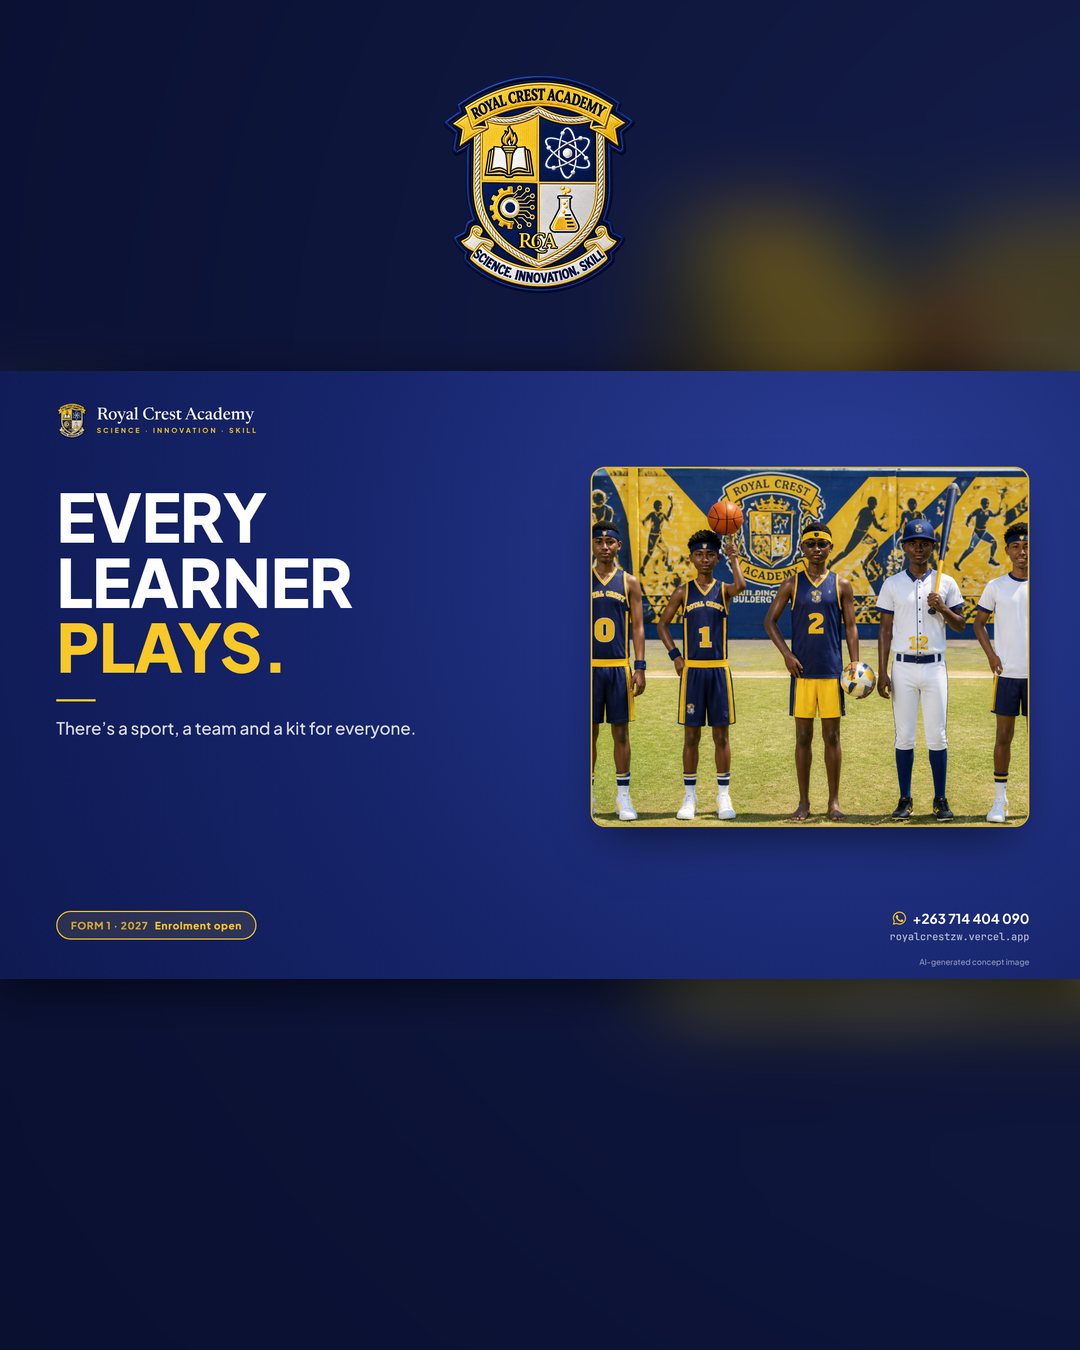 ROYAL CREST ACADEMY
RCA
SCIENCE. INNOVATION. SKILL
Royal Crest Academy
SCIENCE · INNOVATION · SKILL
EVERY
LEARNER
PLAYS.
There's a sport, a team and a kit for everyone.
ROYAL CREST
ACADEMY
ROYAL CREST
0
1
2
12
FORM 1 · 2027 Enrolment open
+263 714 404 090
royalcrestzw.vercel.app
AI-generated concept image